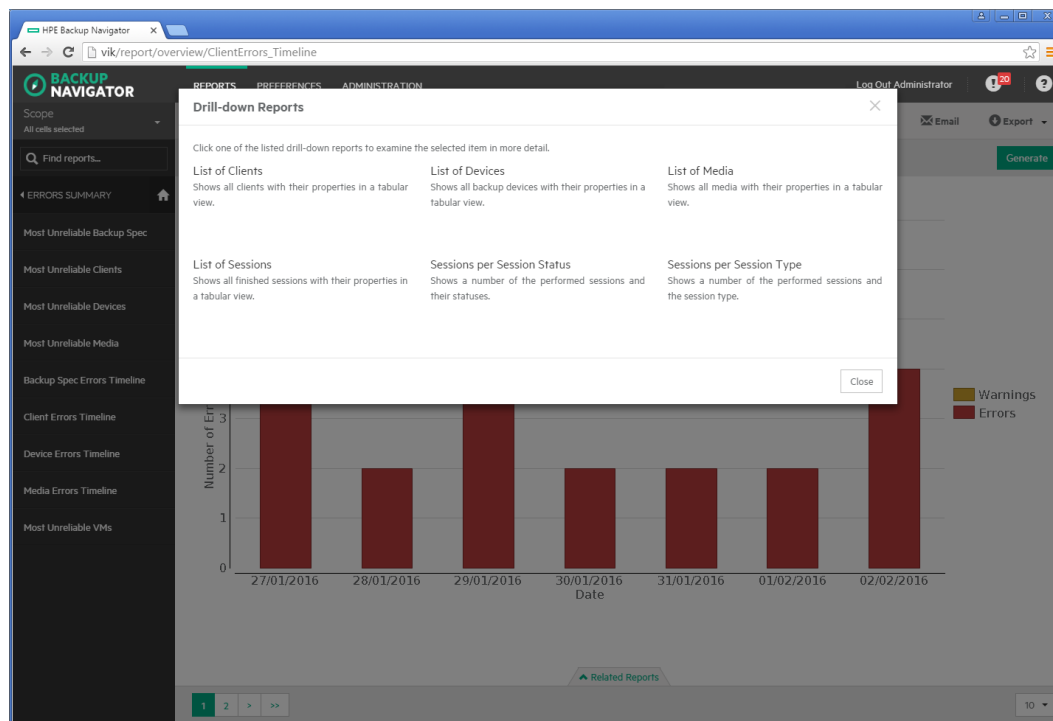 HPE Backup Navigator
vik/report/overview/ClientErrors_Timeline
BACKUP
NAVIGATOR
REPORTS PREFERENCES ADMINISTRATION
Log Out Administrator
20
?
Scope
All cells selected
Email
Export
Find reports...
Generate
ERRORS SUMMARY
Most Unreliable Backup Spec
Most Unreliable Clients
Most Unreliable Devices
Most Unreliable Media
Backup Spec Errors Timeline
Client Errors Timeline
Device Errors Timeline
Media Errors Timeline
Most Unreliable VMs
Drill-down Reports
Click one of the listed drill-down reports to examine the selected item in more detail.
List of Clients
Shows all clients with their properties in a tabular
view.
List of Devices
Shows all backup devices with their properties in a
tabular view.
List of Media
Shows all media with their properties in a tabular
view.
List of Sessions
Shows all finished sessions with their properties in
a tabular view.
Sessions per Session Status
Shows a number of the performed sessions and
their statuses.
Sessions per Session Type
Shows a number of the performed sessions and
the session type.
Close
Warnings
Errors
Number of Er
3
2
1
0
27/01/2016 28/01/2016 29/01/2016 30/01/2016 31/01/2016 01/02/2016 02/02/2016
Date
Related Reports
1 2 > >>
10